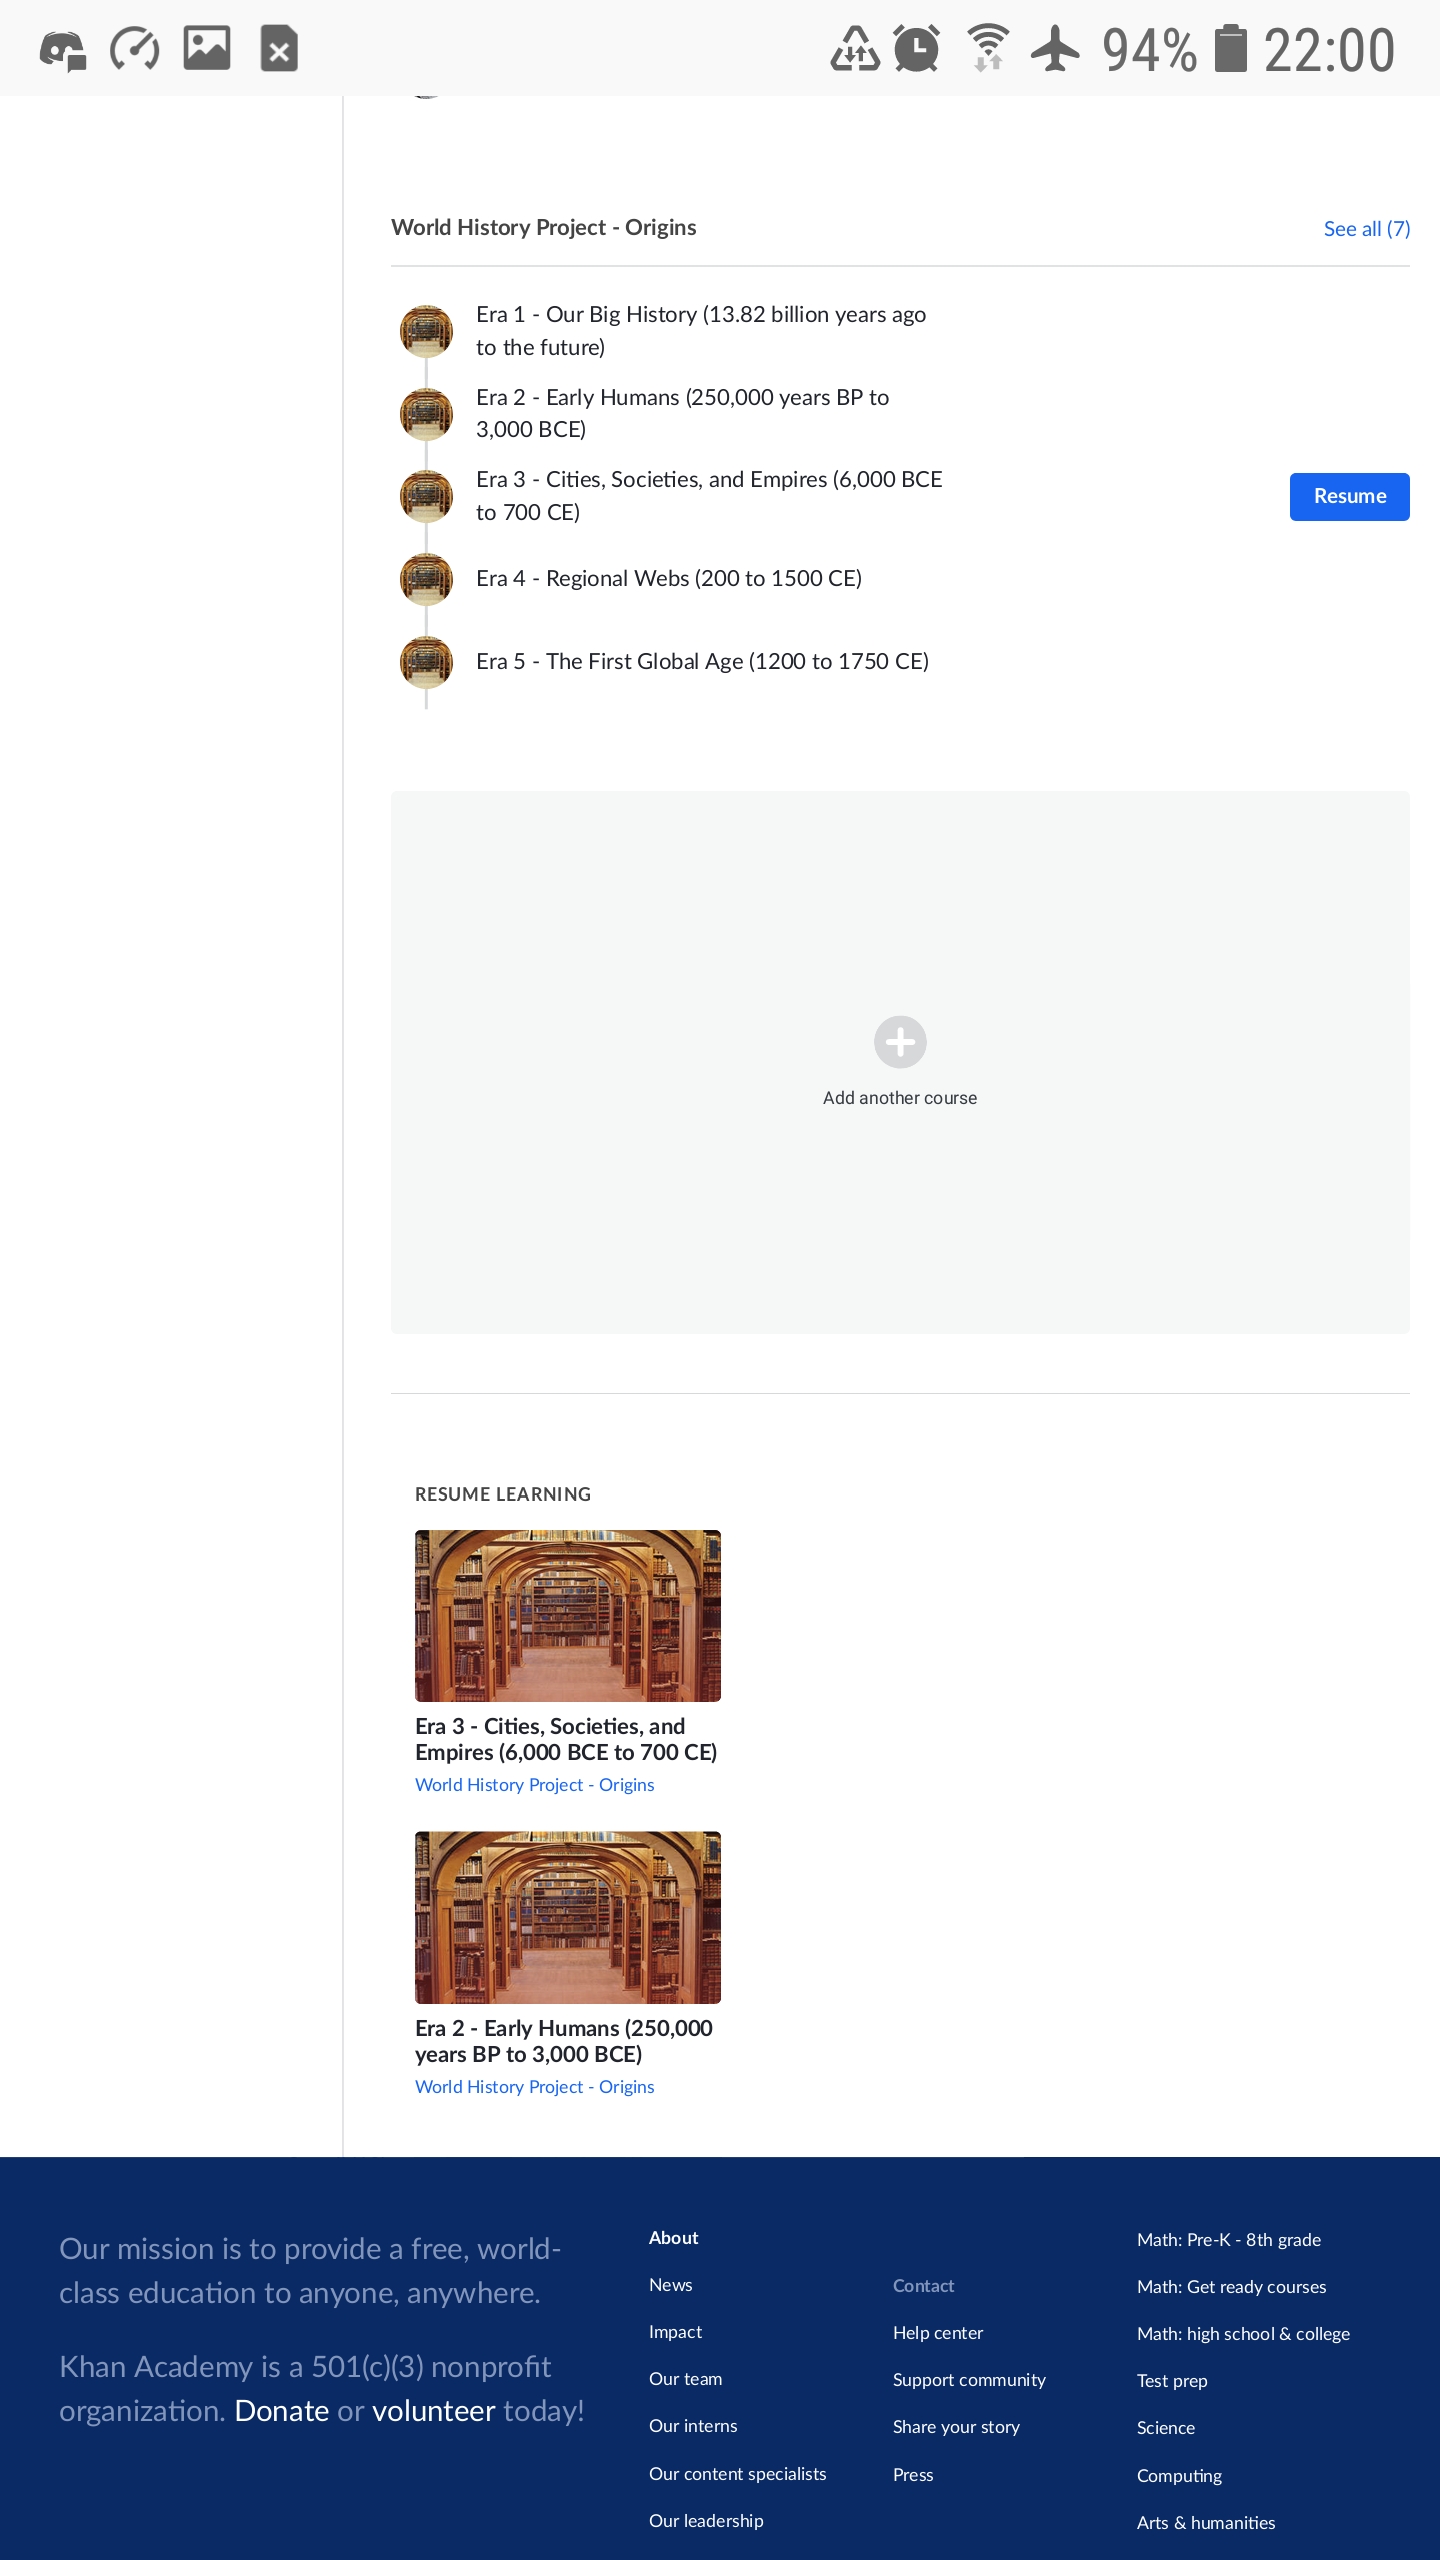 94% 22:00
World History Project - Origins
See all (7)
Era 1 - Our Big History (13.82 billion years ago
to the future)
Era 2 - Early Humans (250,000 years BP to
3,000 BCE)
Era 3 - Cities, Societies, and Empires (6,000 BCE
to 700 CE)
Resume
Era 4 - Regional Webs (200 to 1500 CE)
Era 5 - The First Global Age (1200 to 1750 CE)
Add another course
RESUME LEARNING
Era 3 - Cities, Societies, and
Empires (6,000 BCE to 700 CE)
World History Project - Origins
Era 2 - Early Humans (250,000
years BP to 3,000 BCE)
World History Project - Origins
Our mission is to provide a free, world-
class education to anyone, anywhere.
Khan Academy is a 501(c)(3) nonprofit
organization. Donate or volunteer today!
About
News
Impact
Our team
Our interns
Our content specialists
Our leadership
Contact
Help center
Support community
Share your story
Press
Math: Pre-K - 8th grade
Math: Get ready courses
Math: high school & college
Test prep
Science
Computing
Arts & humanities